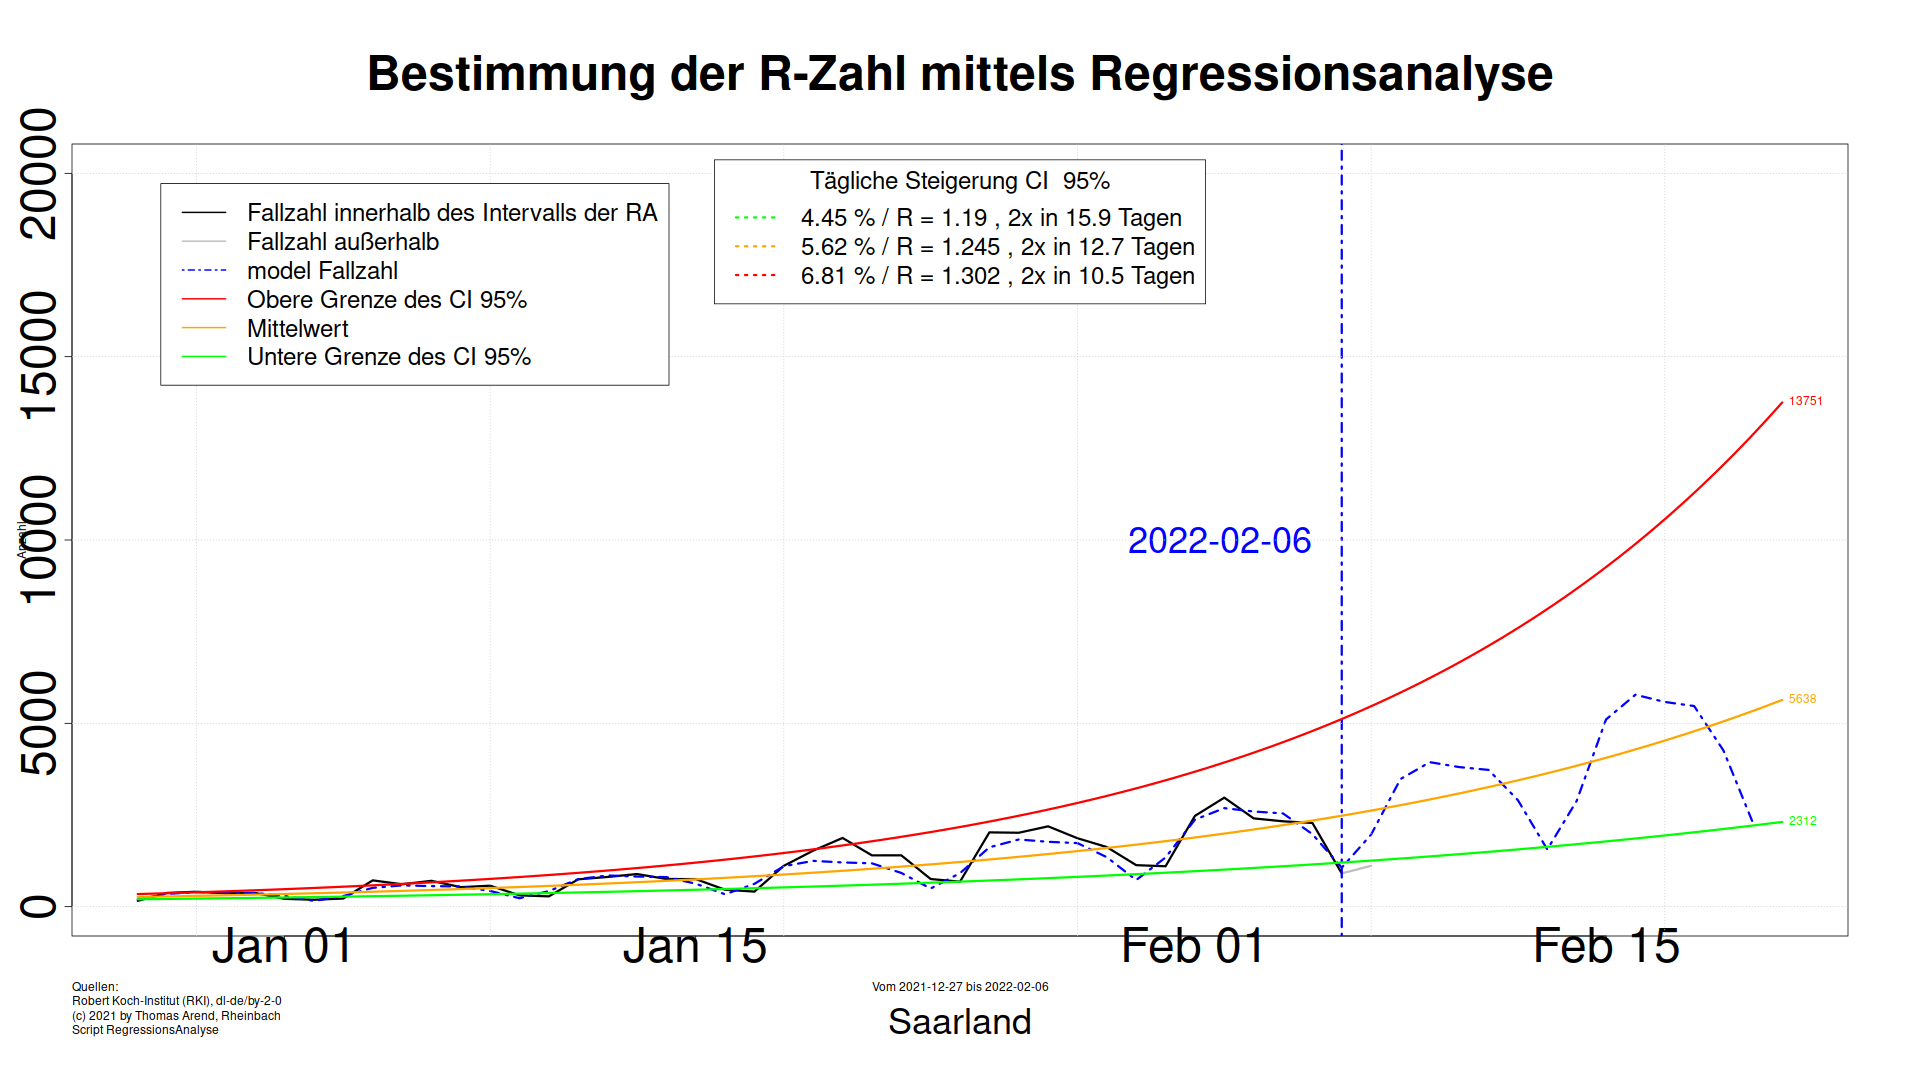 Bestimmung der R-Zahl mittels Regressionsanalyse
20000
15000
10000
5000
0
Anzahl
Fallzahl innerhalb des Intervalls der RA
Fallzahl außerhalb
model Fallzahl
Obere Grenze des CI 95%
Mittelwert
Untere Grenze des CI 95%
Tägliche Steigerung CI 95%
4.45 % / R = 1.19 , 2x in 15.9 Tagen
5.62 % / R = 1.245 , 2x in 12.7 Tagen
6.81 % / R = 1.302 , 2x in 10.5 Tagen
13751
2022-02-06
5638
2312
Jan 01
Jan 15
Feb 01
Feb 15
Quellen:
Robert Koch-Institut (RKI), dl-de/by-2-0
(c) 2021 by Thomas Arend, Rheinbach
Script RegressionsAnalyse
Vom 2021-12-27 bis 2022-02-06
Saarland